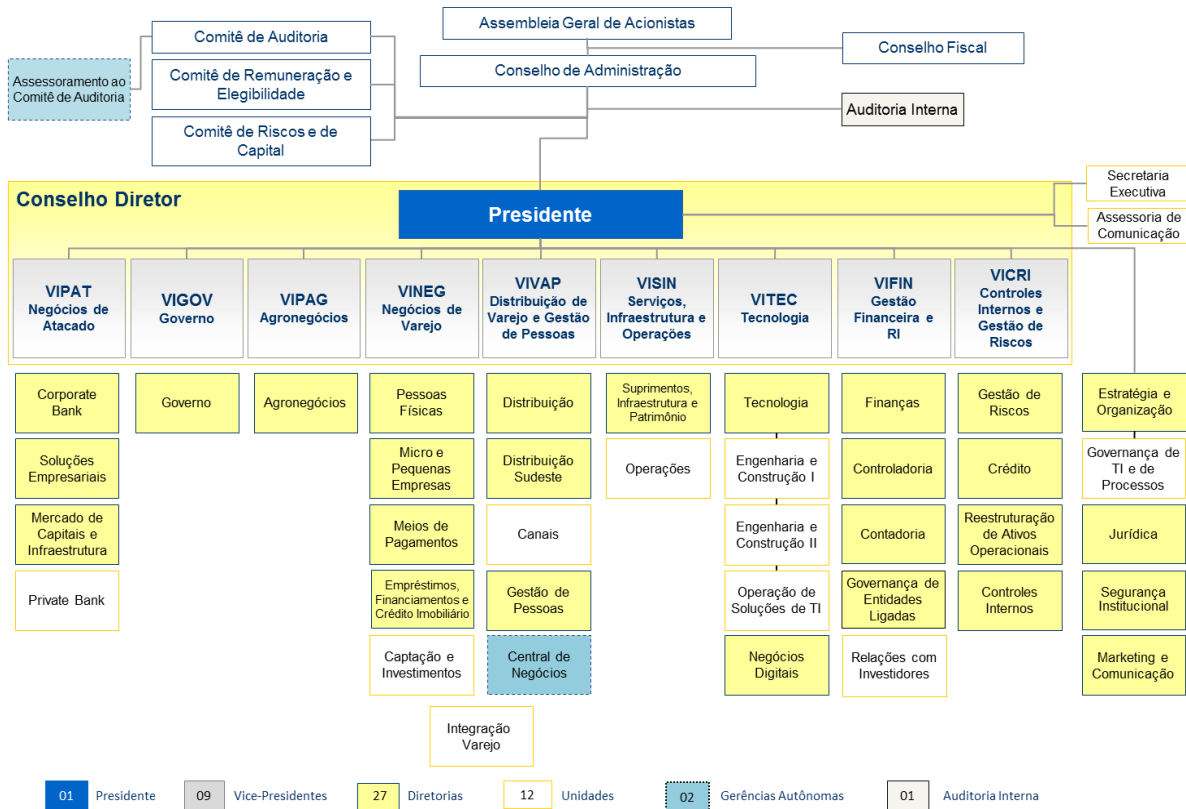 Assembleia Geral de Acionistas
Comitê de Auditoria
Conselho Fiscal
Conselho de Administração
Assessoramento ao
Comitê de Auditoria
Comitê de Remuneração e
Elegibilidade
Auditoria Interna
Comitê de Riscos e de
Capital
Secretaria
Executiva
Conselho Diretor
Presidente
Assessoria de
Comunicação
VIPAT
Negócios de
Atacado
VIGOV
Governo
VIPAG
Agronegócios
VINEG
Negócios de
Varejo
VIVAP
Distribuição de
Varejo e Gestão
de Pessoas
VISIN
Serviços,
Infraestrutura e
Operações
VITEC
Tecnologia
VIFIN
Gestão
Financeira e
RI
VICRI
Controles
Internos e
Gestão de
Riscos
Corporate
Bank
Governo
Agronegócios
Pessoas
Físicas
Distribuição
Suprimentos,
Infraestrutura e
Patrimônio
Tecnologia
Finanças
Gestão de
Riscos
Estratégia e
Organização
Soluções
Empresariais
Micro e
Pequenas
Empresas
Distribuição
Sudeste
Operações
Engenharia e
Construção I
Controladoria
Crédito
Governança de
TI e de
Processos
Mercado de
Capitais e
Infraestrutura
Meios de
Pagamentos
Canais
Engenharia e
Construção II
Contadoria
Reestruturação
de Ativos
Operacionais
Jurídica
Private Bank
Empréstimos,
Financiamentos e
Crédito Imobiliário
Gestão de
Pessoas
Operação de
Soluções de TI
Governança de
Entidades
Ligadas
Controles
Internos
Segurança
Institucional
Captação e
Investimentos
Central de
Negócios
Negócios
Digitais
Relações com
Investidores
Marketing e
Comunicação
Integração
Varejo
01 Presidente
09 Vice-Presidentes
27 Diretorias
12 Unidades
02 Gerências Autônomas
01 Auditoria Interna